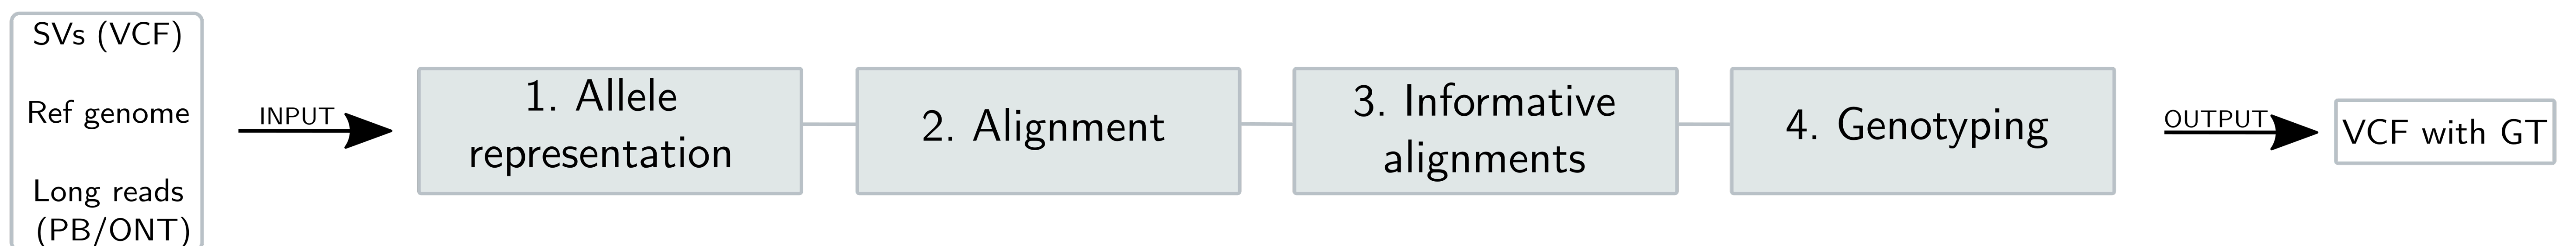 SVs (VCF)
Ref genome
Long reads
(PB/ONT)
INPUT
1. Allele
representation
2. Alignment
3. Informative
alignments
4. Genotyping
OUTPUT
VCF with GT